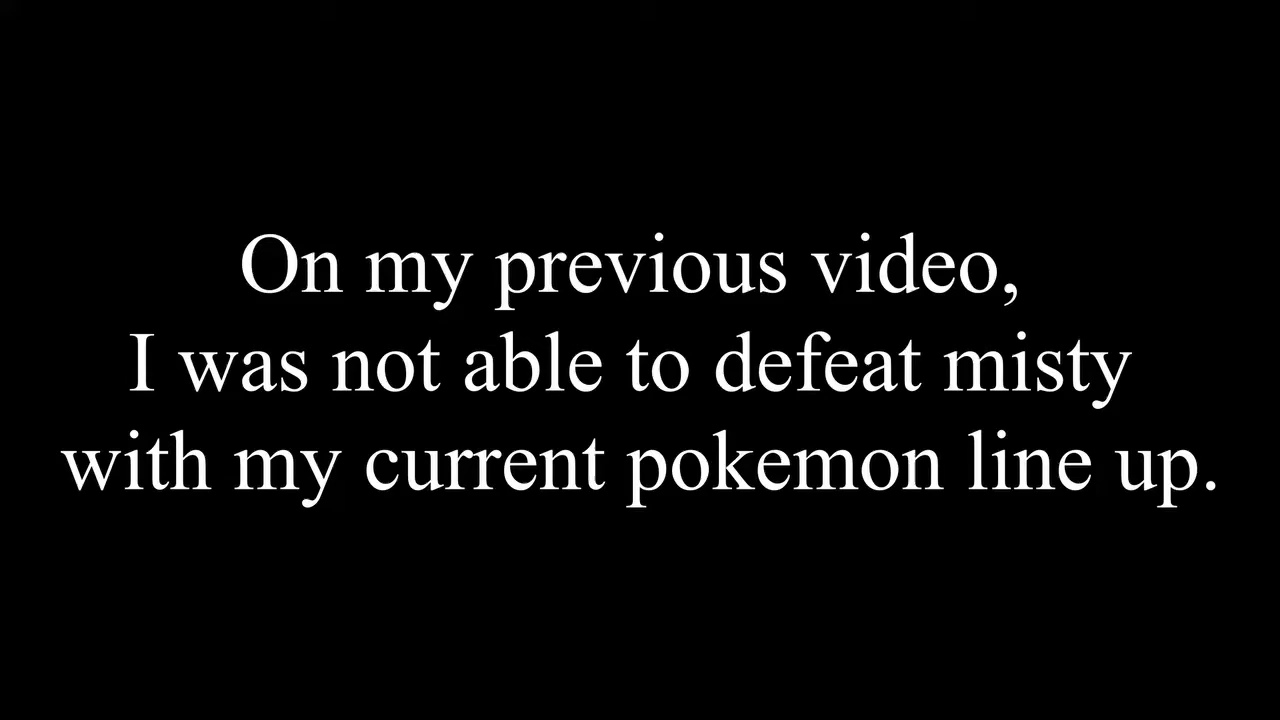 On my previous video,
I was not able to defeat misty
with my current pokemon line up.